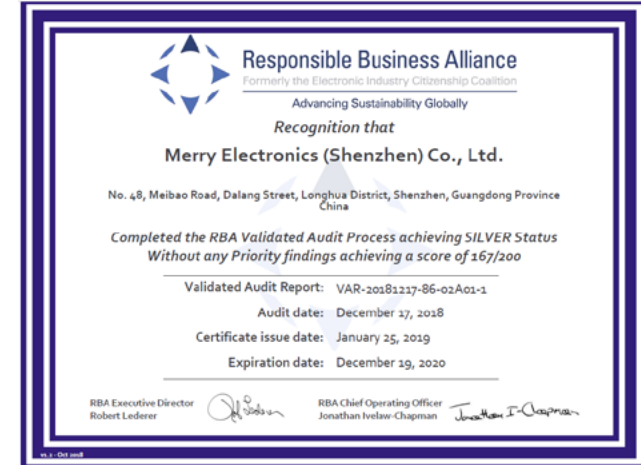 Responsible Business Alliance
Formerly the Electronic Industry Citizenship Coalition
Advancing Sustainability Globally
Recognition that
Merry Electronics (Shenzhen) Co., Ltd.
No. 48, Meibao Road, Dalang Street, Longhua District, Shenzhen, Guangdong Province
China
Completed the RBA Validated Audit Process achieving SILVER Status
Without any Priority findings achieving a score of 167/200
Validated Audit Report: VAR-20181217-86-02A01-1
Audit date: December 17, 2018
Certificate issue date: January 25, 2019
Expiration date: December 19, 2020
RBA Executive Director
Robert Lederer
RBA Chief Operating Officer
Jonathan Ivelaw-Chapman
Jonathan I-Chapman
v1.2 - Oct 2018